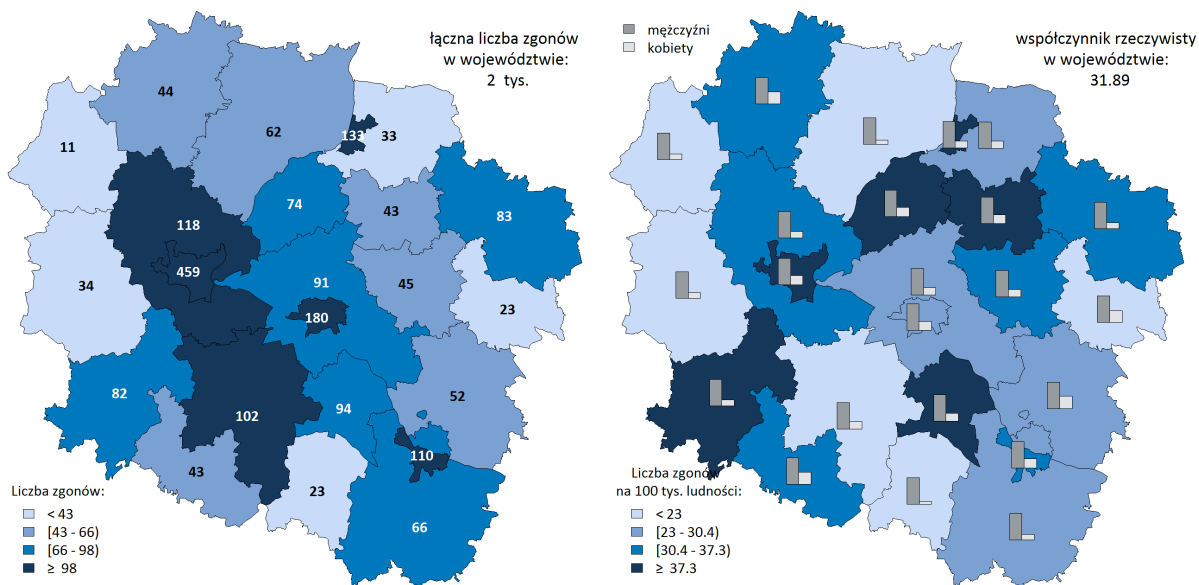 łączna liczba zgonów
w województwie:
2 tys.
44
62
133
33
11
74
43
83
118
459
91
45
34
23
180
82
102
94
52
43
110
23
66
Liczba zgonów:
< 43
[43 - 66)
[66 - 98)
≥ 98
mężczyźni
kobiety
współczynnik rzeczywisty
w województwie:
31.89
Liczba zgonów
na 100 tys. ludności:
< 23
[23 - 30.4)
[30.4 - 37.3)
≥ 37.3